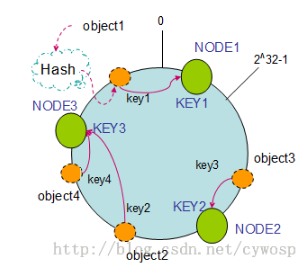 object1
0
NODE1
2^32-1
Hash
key1
KEY1
NODE3
KEY3
key3
object3
key4
object4
key2
KEY2
NODE2
object2
http://blog.csdn.net/cywosp